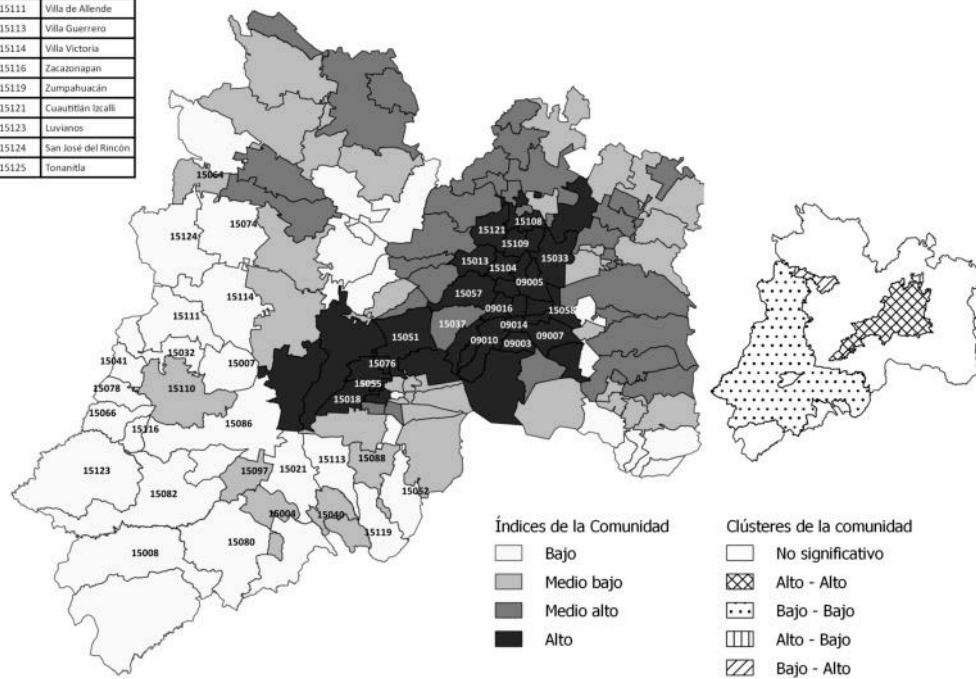 15111 Villa de Allende
15113 Villa Guerrero
15114 Villa Victoria
15116 Zacazonapan
15119 Zumpahuacán
15121 Cuautitlán Izcalli
15123 Luvianos
15124 San José del Rincón
15125 Tonanitla
15064
15074
15124
15108
15121
15109
15033
15013
15104
09005
15114
15057
15111
09016
15058
15037
09014
15051
09007
15041
15032
15007
09010
09003
15076
15078
15110
15055
15018
15066
15116
15086
15113
15088
15123
15097
15021
15082
15052
15004
15040
15119
15008
15080
Índices de la Comunidad
Bajo
Medio bajo
Medio alto
Alto
Clústeres de la comunidad
No significativo
Alto - Alto
Bajo - Bajo
Alto - Bajo
Bajo - Alto